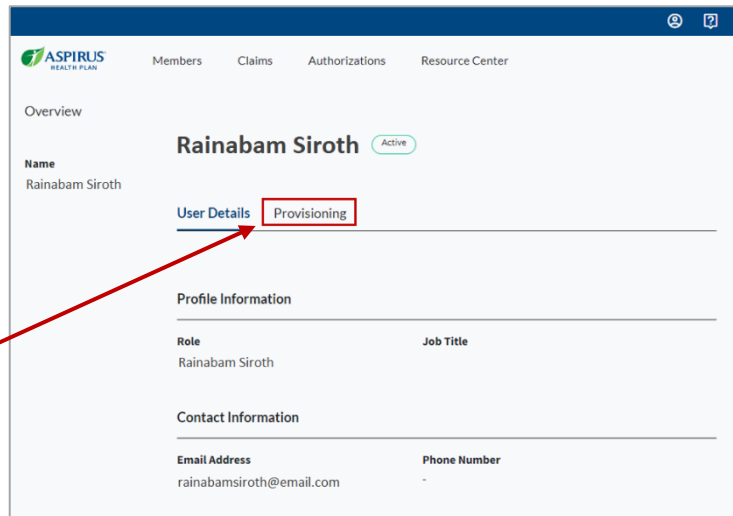 ASPIRUS
HEALTH PLAN
Members Claims Authorizations Resource Center
Overview
Name
Rainabam Siroth
Rainabam Siroth Active
User Details Provisioning
Profile Information
Role Job Title
Rainabam Siroth
Contact Information
Email Address Phone Number
rainabamsiroth@email.com -